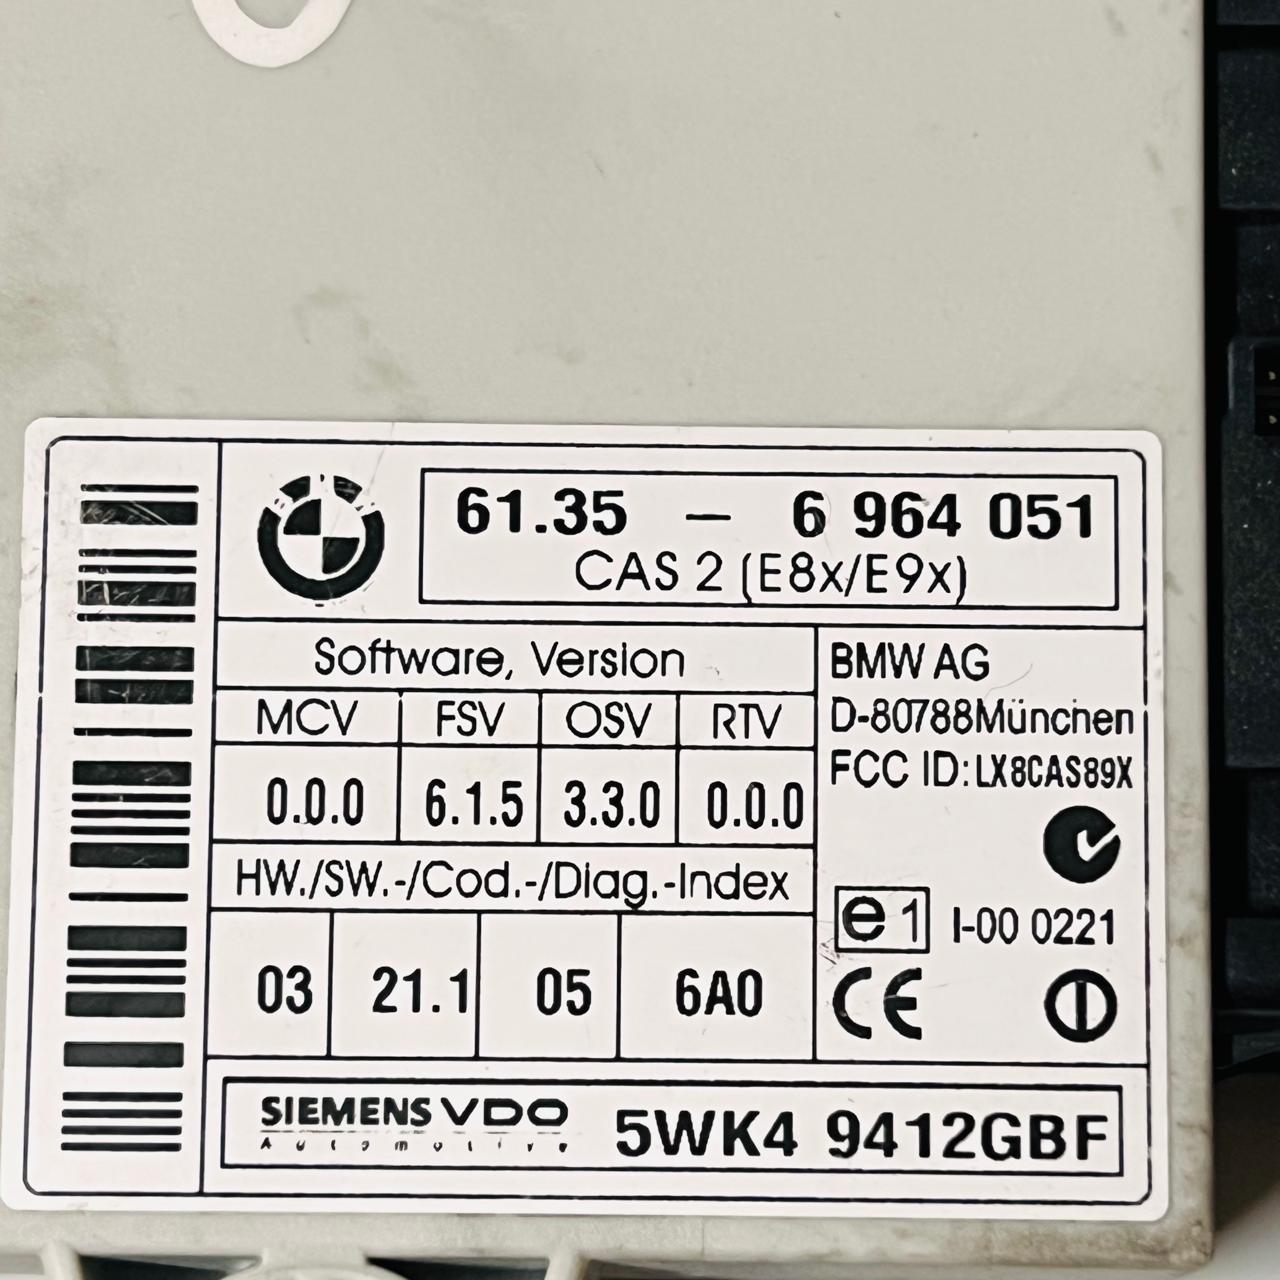 61.35 – 6 964 051
CAS 2 (E8x/E9x)
Software, Version
MCV FSV OSV RTV
0.0.0 6.1.5 3.3.0 0.0.0
HW./SW.-/Cod.-/Diag.-Index
03 21.1 05 6A0
BMW AG
D-80788 München
FCC ID: LX8CAS89X
e1 I-00 0221
CE
SIEMENS VDO
Automotive
5WK4 9412GBF